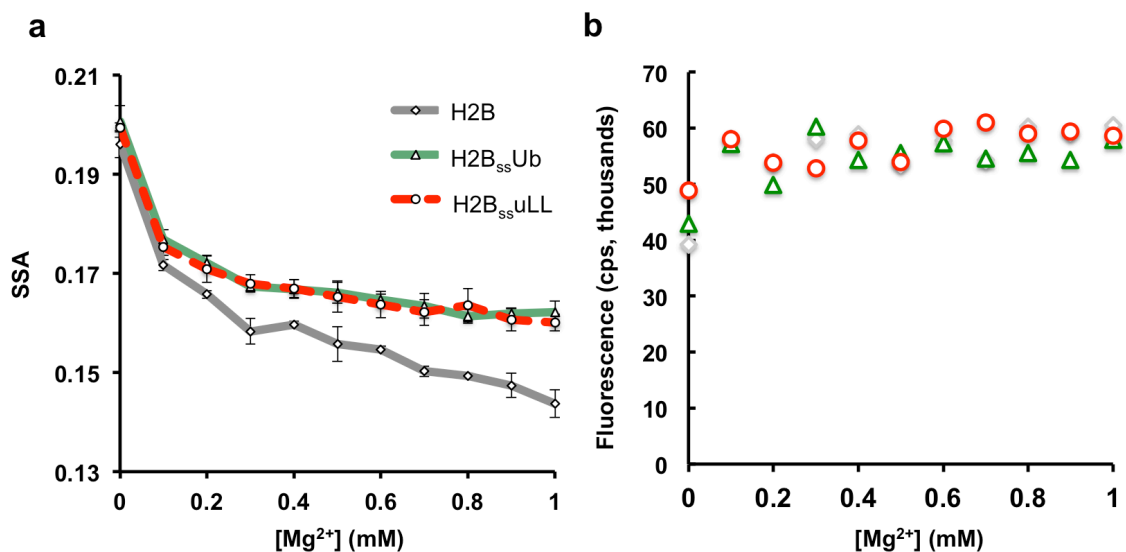 a
0.21
0.19
0.17
0.15
0.13
SSA
0 0.2 0.4 0.6 0.8 1
[Mg²⁺] (mM)
H2B
H2BssUb
H2BssuLL
b
70
60
50
40
30
20
10
0
Fluorescence (cps, thousands)
0 0.2 0.4 0.6 0.8 1
[Mg²⁺] (mM)